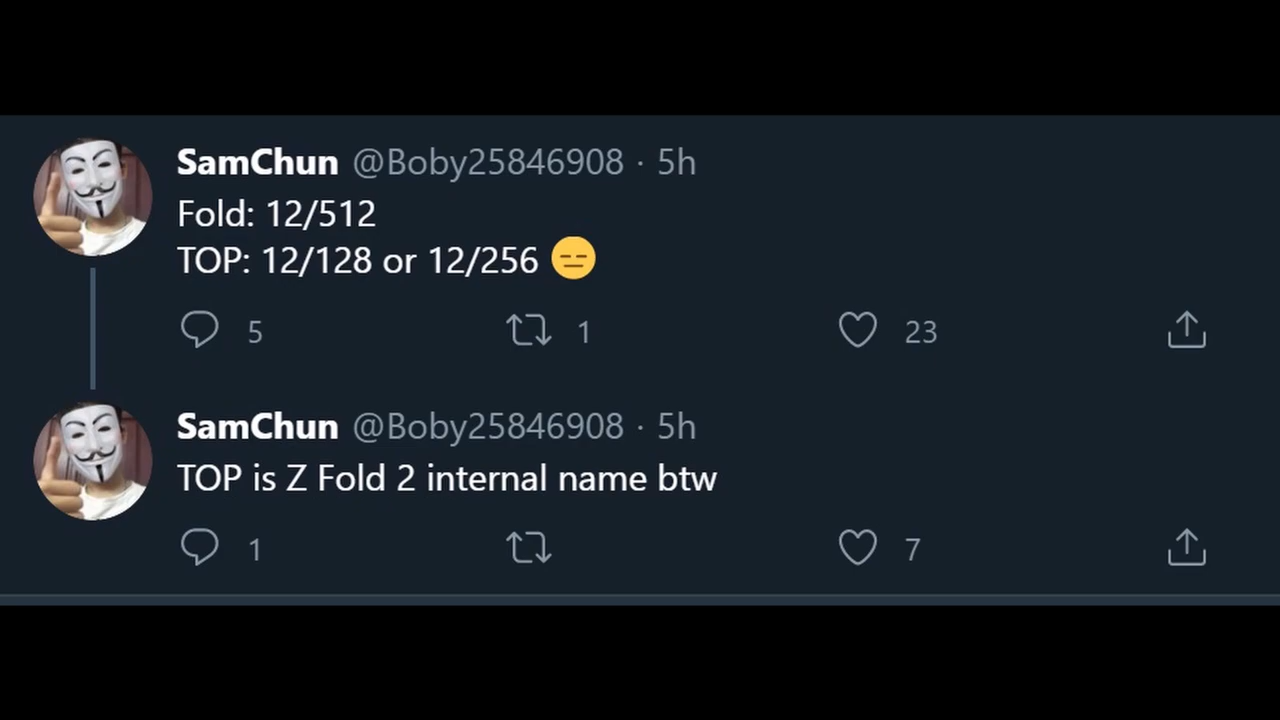 SamChun @Boby25846908 · 5h
Fold: 12/512
TOP: 12/128 or 12/256 😑
5 1 23
SamChun @Boby25846908 · 5h
TOP is Z Fold 2 internal name btw
1 7